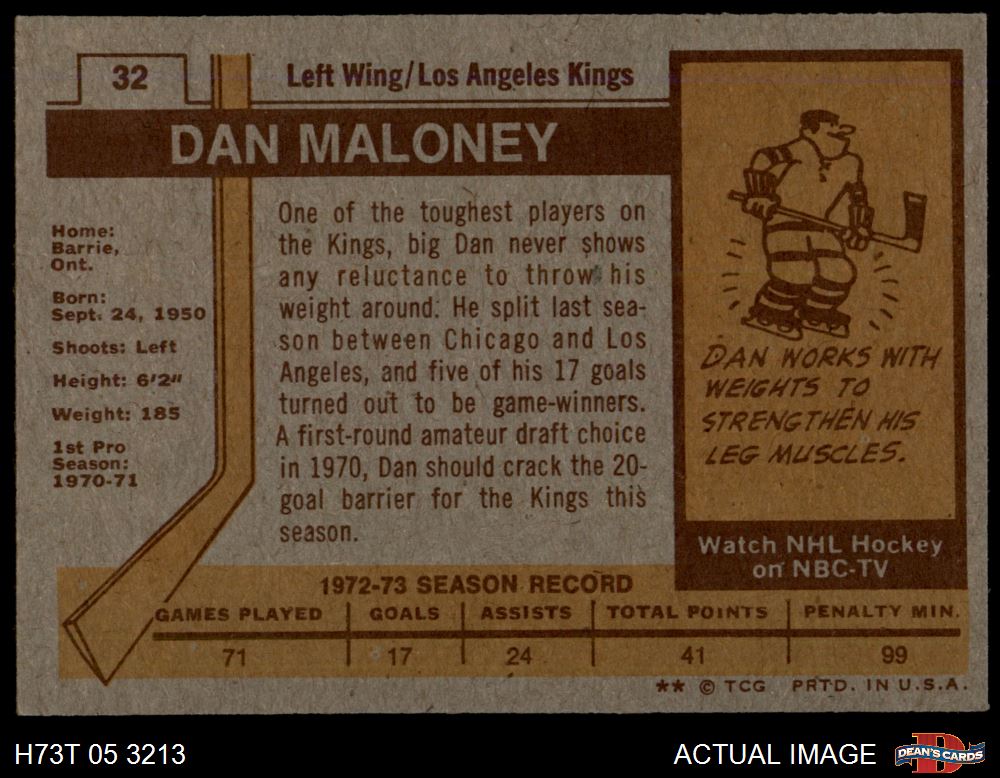 32
Left Wing/Los Angeles Kings
DAN MALONEY
Home:
Barrie,
Ont.
Born:
Sept. 24, 1950
Shoots: Left
Height: 6'2"
Weight: 185
1st Pro
Season:
1970-71
One of the toughest players on
the Kings, big Dan never shows
any reluctance to throw his
weight around. He split last sea-
son between Chicago and Los
Angeles, and five of his 17 goals
turned out to be game-winners.
A first-round amateur draft choice
in 1970, Dan should crack the 20-
goal barrier for the Kings this
season.
DAN WORKS WITH
WEIGHTS TO
STRENGTHEN HIS
LEG MUSCLES.
Watch NHL Hockey
on NBC-TV
1972-73 SEASON RECORD
GAMES PLAYED GOALS ASSISTS TOTAL POINTS PENALTY MIN.
71 17 24 41 99
** © TCG PRTD. IN U.S.A.
H73T 05 3213
ACTUAL IMAGE
D
DEAN'S CARDS